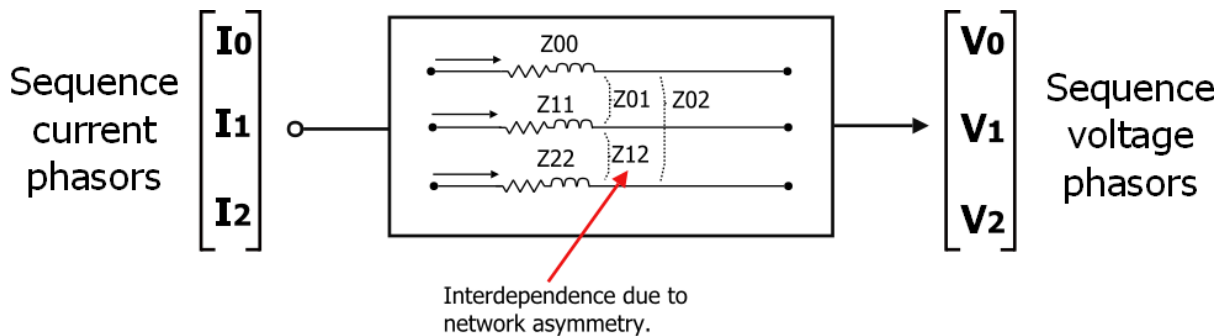 Sequence
current
phasors
I0
I1
I2
Z00
Z01
Z02
Z11
Z12
Z22
V0
V1
V2
Sequence
voltage
phasors
Interdependence due to
network asymmetry.